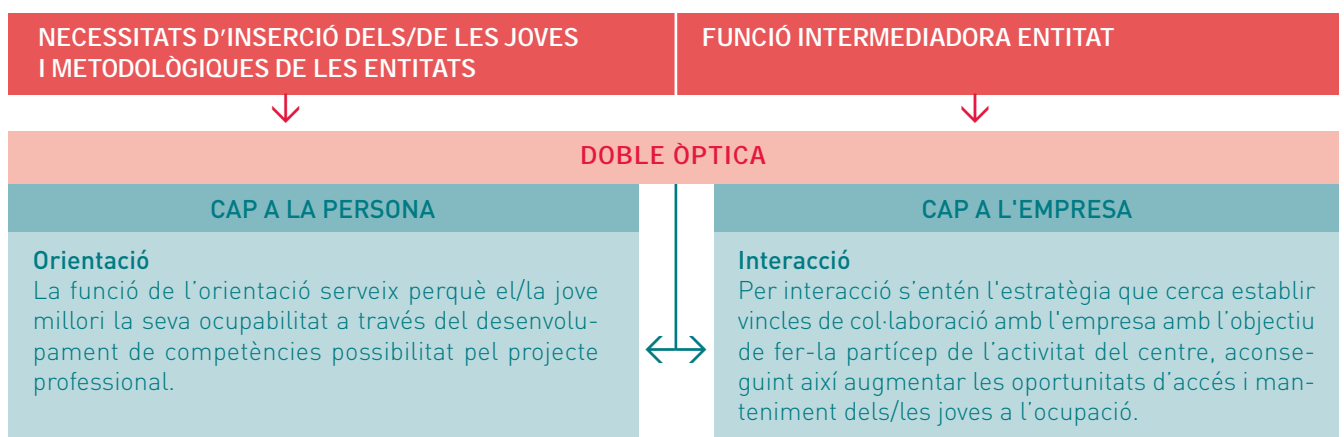 NECESSITATS D’INSERCIÓ DELS/DE LES JOVES
I METODOLÒGIQUES DE LES ENTITATS
FUNCIÓ INTERMEDIADORA ENTITAT
DOBLE ÒPTICA
CAP A LA PERSONA
Orientació
La funció de l’orientació serveix perquè el/la jove
millori la seva ocupabilitat a través del desenvolu-
pament de competències possibilitat pel projecte
professional.
CAP A L'EMPRESA
Interacció
Per interacció s’entén l'estratègia que cerca establir
vincles de col·laboració amb l'empresa amb l’objectiu
de fer-la partícep de l’activitat del centre, aconse-
guint així augmentar les oportunitats d’accés i man-
teniment dels/les joves a l’ocupació.